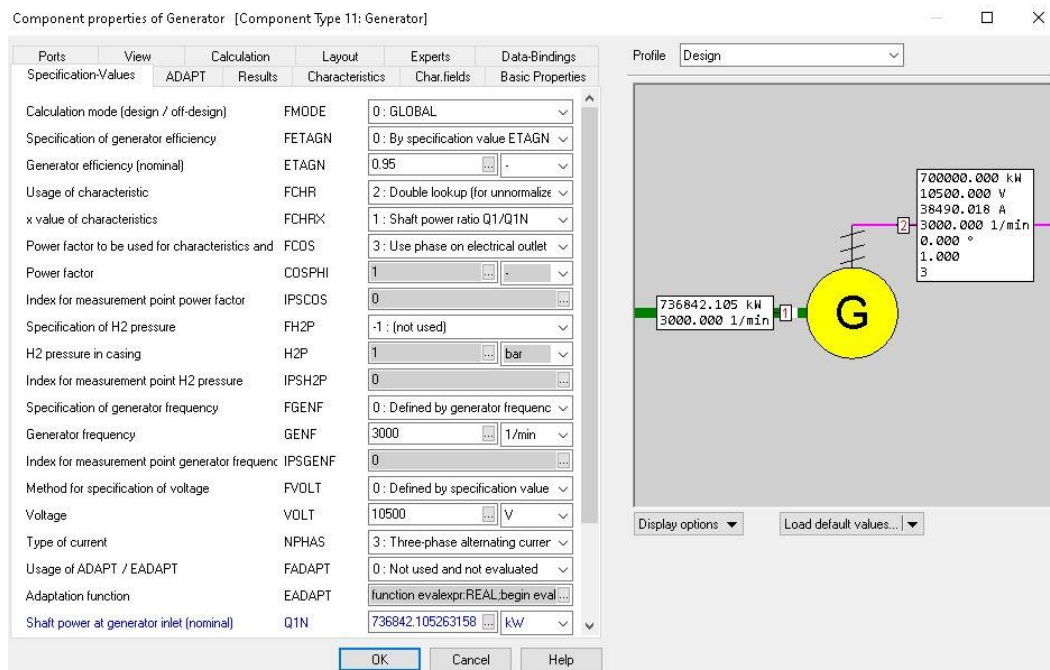 Component properties of Generator [Component Type 11: Generator]
Ports View Calculation Layout Experts Data-Bindings
Specification-Values ADAPT Results Characteristics Char.fields Basic Properties
Calculation mode (design / off-design) FMODE 0 : GLOBAL
Specification of generator efficiency FETAGN 0 : By specification value ETAGN
Generator efficiency (nominal) ETAGN 0.95 ... -
Usage of characteristic FCHR 2 : Double lookup (for unnormalize
x value of characteristics FCHRX 1 : Shaft power ratio Q1/Q1N
Power factor to be used for characteristics and FCOS 3 : Use phase on electrical outlet
Power factor COSPHI 1 ... -
Index for measurement point power factor IPSCOS 0 ...
Specification of H2 pressure FH2P -1 : (not used)
H2 pressure in casing H2P 1 ... bar
Index for measurement point H2 pressure IPSH2P 0 ...
Specification of generator frequency FGENF 0 : Defined by generator frequenc
Generator frequency GENF 3000 ... 1/min
Index for measurement point generator frequenc IPSGENF 0 ...
Method for specification of voltage FVOLT 0 : Defined by specification value
Voltage VOLT 10500 ... V
Type of current NPHAS 3 : Three-phase alternating currer
Usage of ADAPT / EADAPT FADAPT 0 : Not used and not evaluated
Adaptation function EADAPT function evalexpr:REAL;begin eval ...
Shaft power at generator inlet (nominal) Q1N 736842.105263158 ... kW
OK Cancel Help
Profile Design
700000.000 kW
10500.000 V
38490.018 A
3000.000 1/min
0.000 °
1.000
3
2
736842.105 kW
3000.000 1/min
1
G
Display options Load default values...